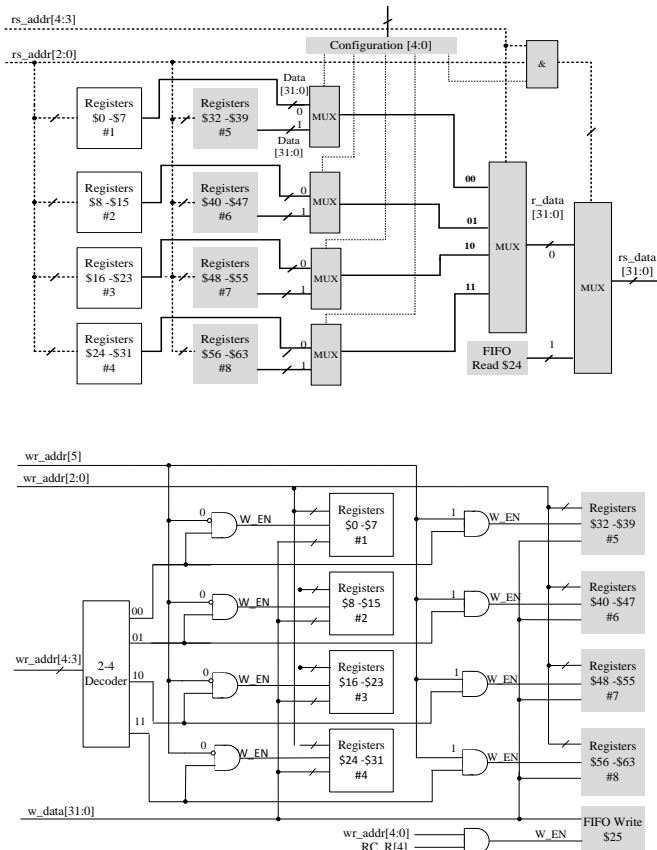 rs_addr[4:3]
Configuration [4:0]
rs_addr[2:0]
&
Data
[31:0]
Registers
$0 -$7
#1
Registers
$32 -$39
#5
0
1
MUX
Data
[31:0]
00
Registers
$8 -$15
#2
Registers
$40 -$47
#6
0
1
MUX
01
r_data
[31:0]
0
10
MUX
MUX
rs_data
[31:0]
Registers
$16 -$23
#3
Registers
$48 -$55
#7
0
1
MUX
11
Registers
$24 -$31
#4
Registers
$56 -$63
#8
0
1
MUX
FIFO
Read $24
1
wr_addr[5]
wr_addr[2:0]
0
W_EN
Registers
$0 -$7
#1
1
W_EN
Registers
$32 -$39
#5
0
W_EN
Registers
$8 -$15
#2
1
W_EN
Registers
$40 -$47
#6
wr_addr[4:3]
2-4
Decoder
00
01
10
11
0
W_EN
Registers
$16 -$23
#3
1
W_EN
Registers
$48 -$55
#7
0
W_EN
Registers
$24 -$31
#4
1
W_EN
Registers
$56 -$63
#8
w_data[31:0]
FIFO Write
$25
wr_addr[4:0]
RC_R[4]
W_EN